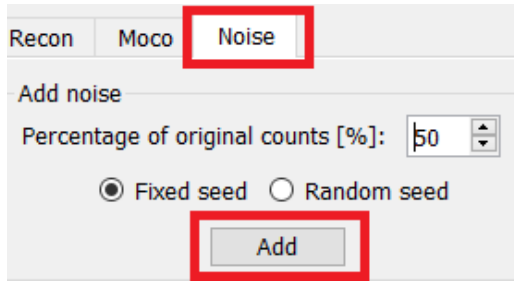 Recon Moco Noise
Add noise
Percentage of original counts [%]: 50
Fixed seed Random seed
Add